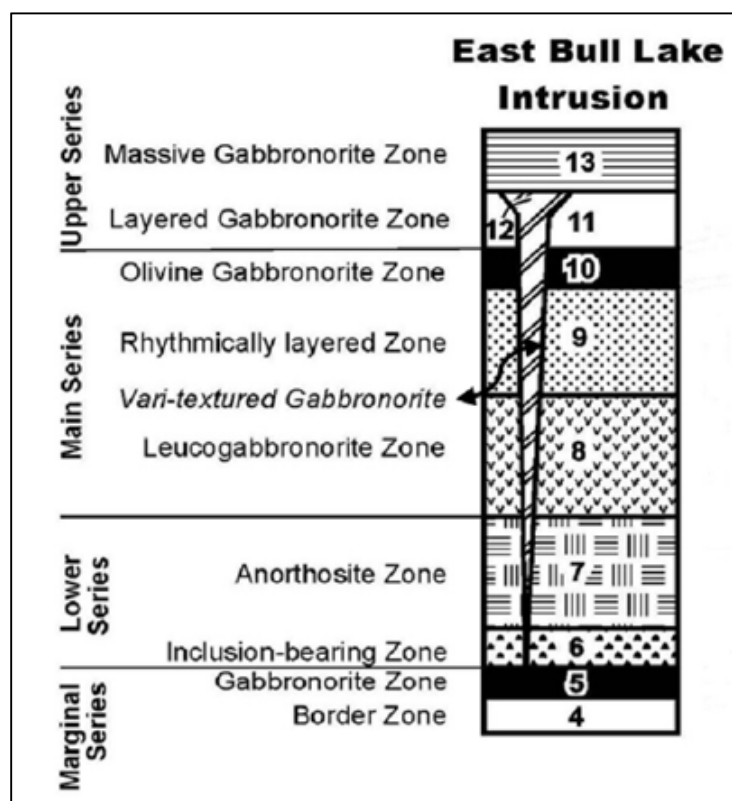 East Bull Lake
Intrusion
Upper Series
Massive Gabbronorite Zone
13
Layered Gabbronorite Zone
12
11
Main Series
Olivine Gabbronorite Zone
10
Rhythmically layered Zone
9
Vari-textured Gabbronorite
Leucogabbronorite Zone
8
Lower
Series
Anorthosite Zone
7
Inclusion-bearing Zone
6
Marginal
Series
Gabbronorite Zone
5
Border Zone
4